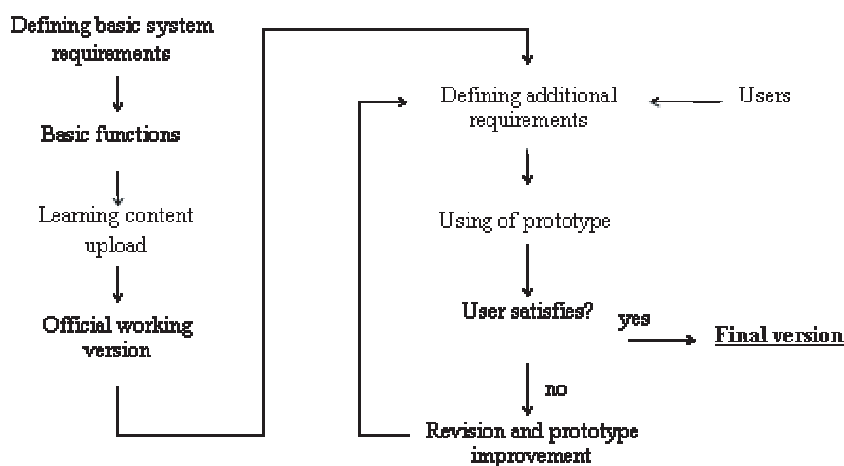 Defining basic system
requirements
Basic functions
Learning content
upload
Official working
version
Defining additional
requirements
Users
Using of prototype
User satisfies?
yes
Final version
no
Revision and prototype
improvement